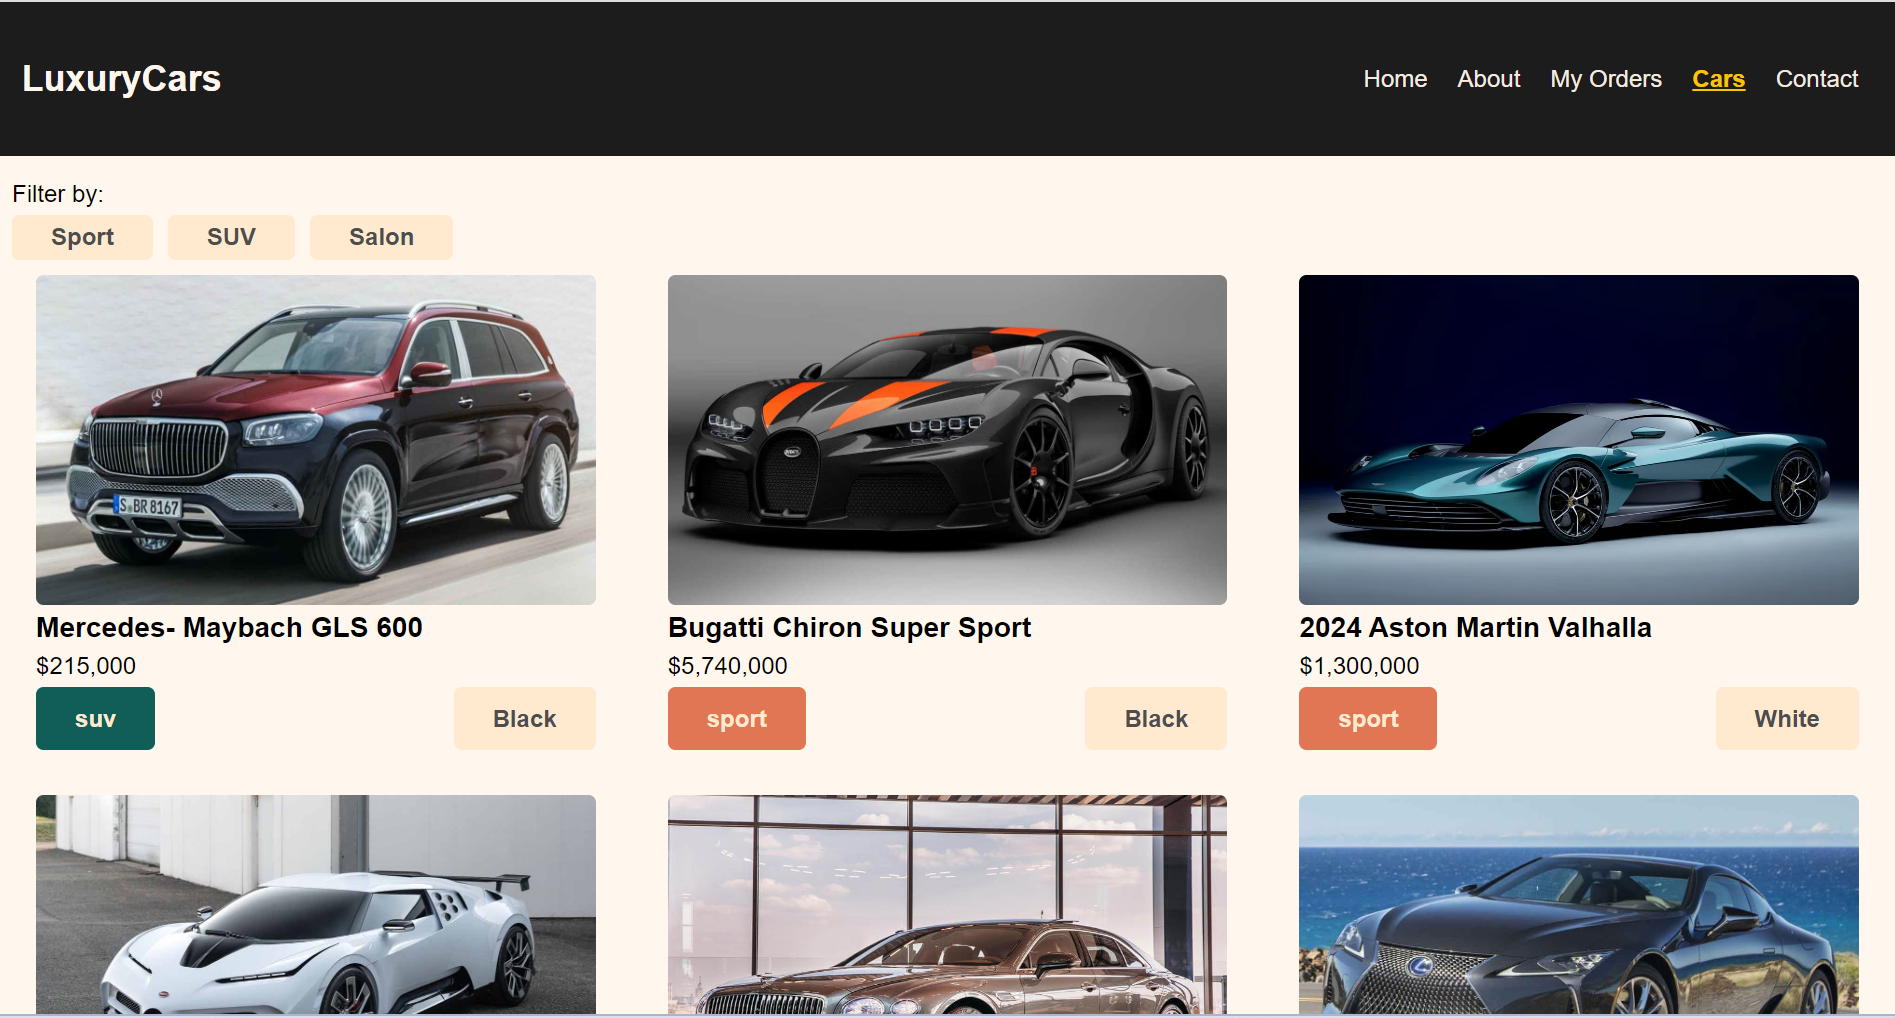 LuxuryCars
Home About My Orders Cars Contact
Filter by:
Sport SUV Salon
S BR 8167
Mercedes- Maybach GLS 600
$215,000
suv Black
Bugatti Chiron Super Sport
$5,740,000
sport Black
2024 Aston Martin Valhalla
$1,300,000
sport White